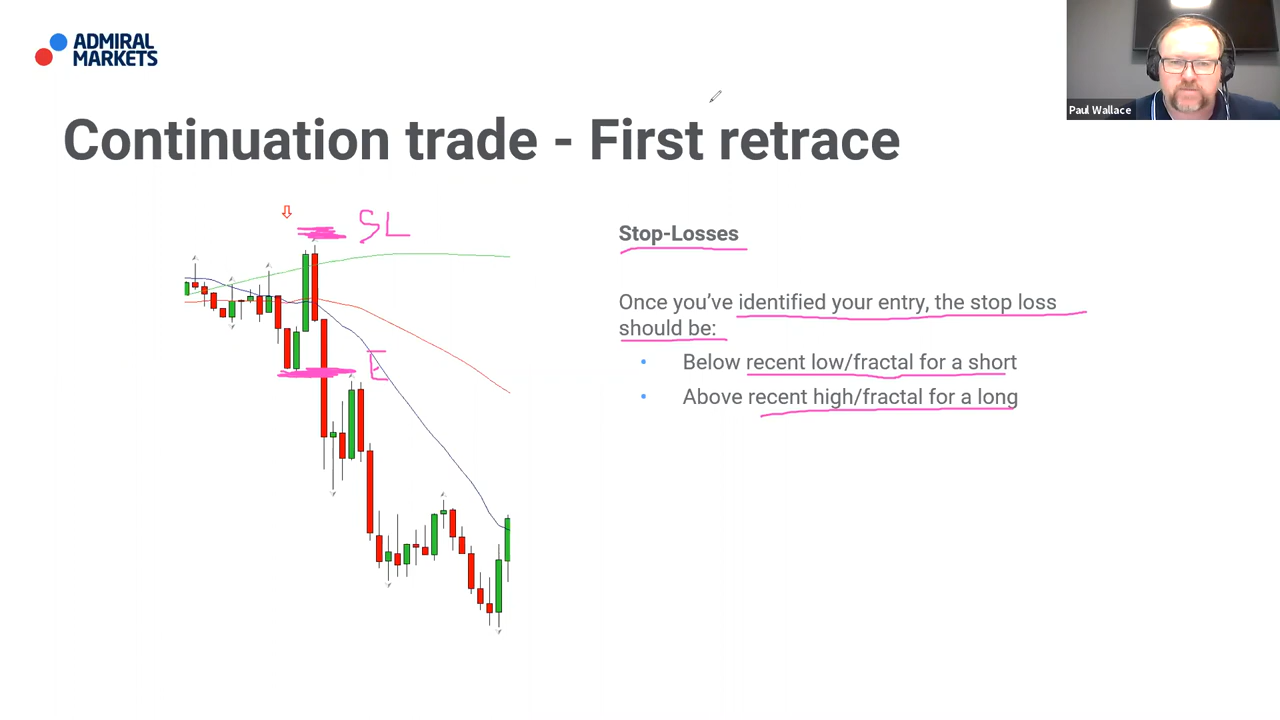 ADMIRAL
MARKETS
Paul Wallace
Continuation trade - First retrace
SL
E
Stop-Losses
Once you've identified your entry, the stop loss
should be:
• Below recent low/fractal for a short
• Above recent high/fractal for a long